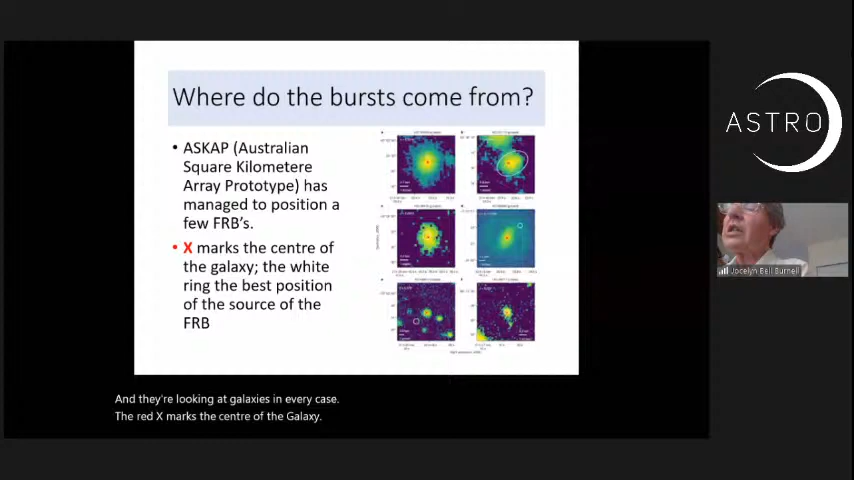 Where do the bursts come from?
• ASKAP (Australian
Square Kilometere
Array Prototype) has
managed to position a
few FRB's.
• X marks the centre of
the galaxy; the white
ring the best position
of the source of the
FRB
ASTRO
Jocelyn Bell Burnell
And they're looking at galaxies in every case.
The red X marks the centre of the Galaxy.